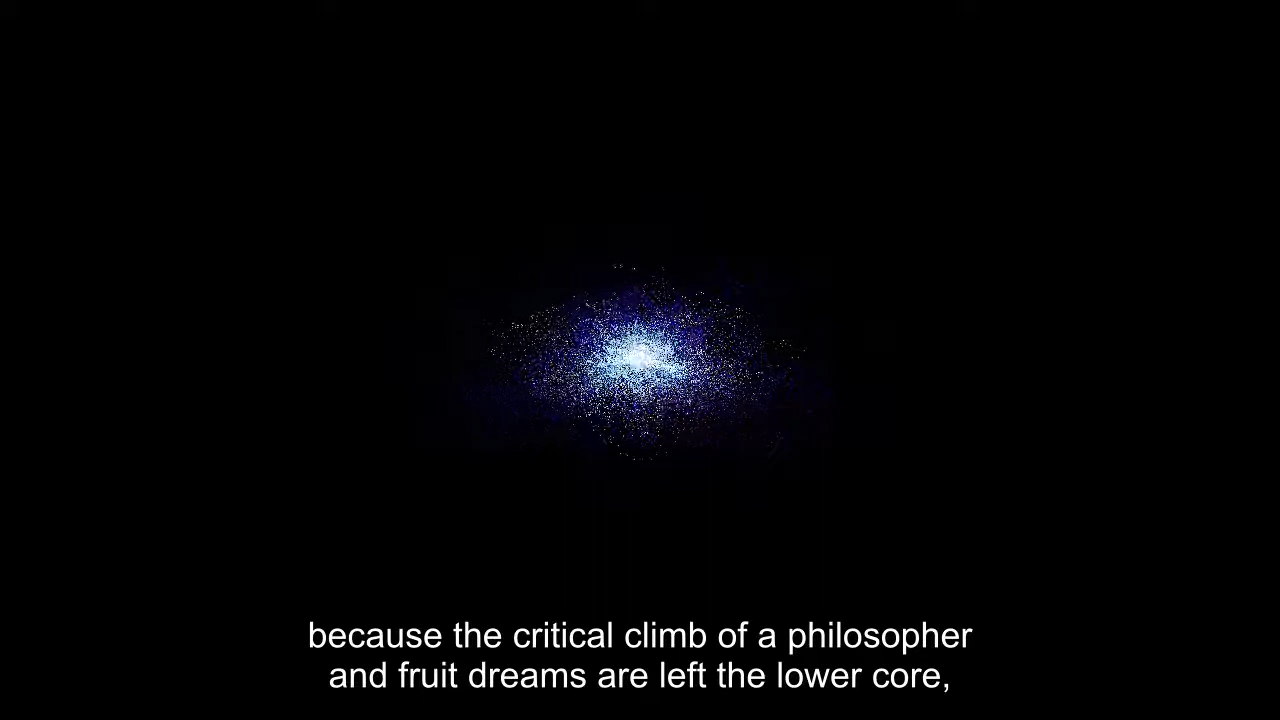 because the critical climb of a philosopher
and fruit dreams are left the lower core,